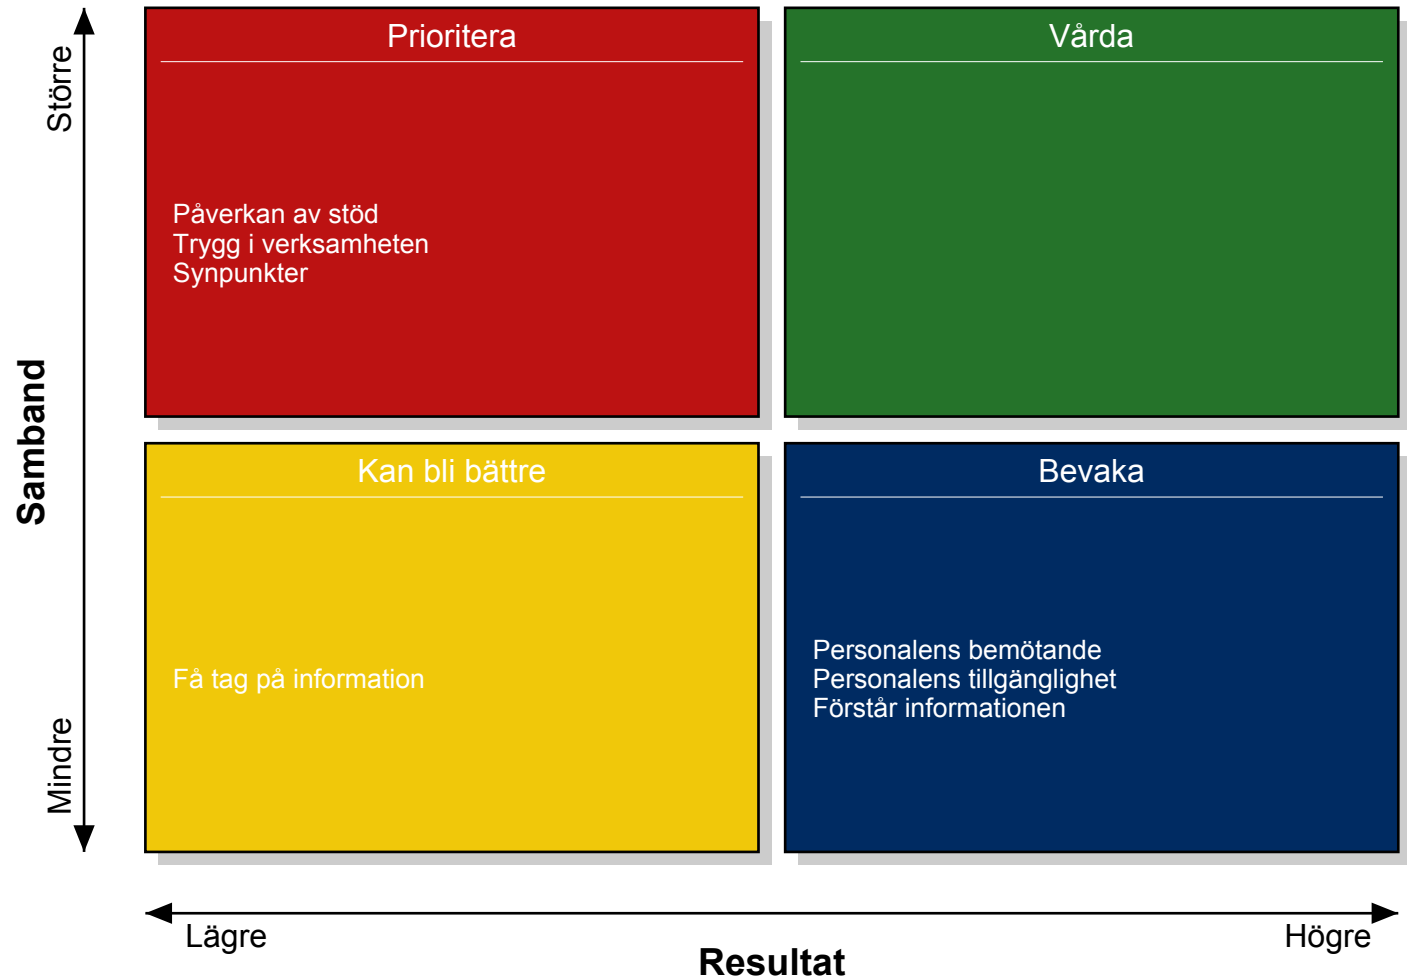 Större
Samband
Mindre
Prioritera
Påverkan av stöd
Trygg i verksamheten
Synpunkter
Vårda
Kan bli bättre
Få tag på information
Bevaka
Personalens bemötande
Personalens tillgänglighet
Förstår informationen
Lägre
Resultat
Högre